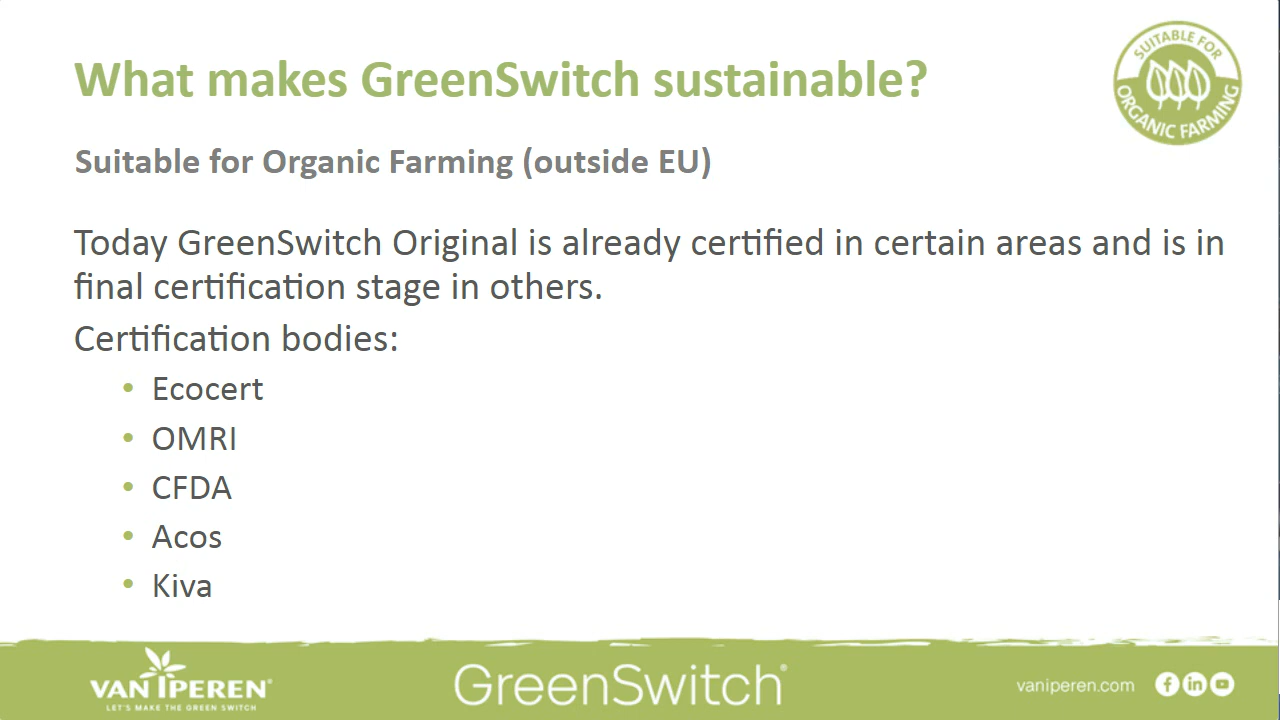 What makes GreenSwitch sustainable?
SUITABLE FOR
ORGANIC FARMING
Suitable for Organic Farming (outside EU)
Today GreenSwitch Original is already certified in certain areas and is in
final certification stage in others.
Certification bodies:
• Ecocert
• OMRI
• CFDA
• Acos
• Kiva
VAN IPEREN®
LET'S MAKE THE GREEN SWITCH
GreenSwitch®
vaniperen.com